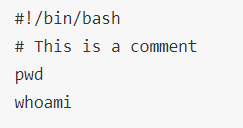 #!/bin/bash
# This is a comment
pwd
whoami